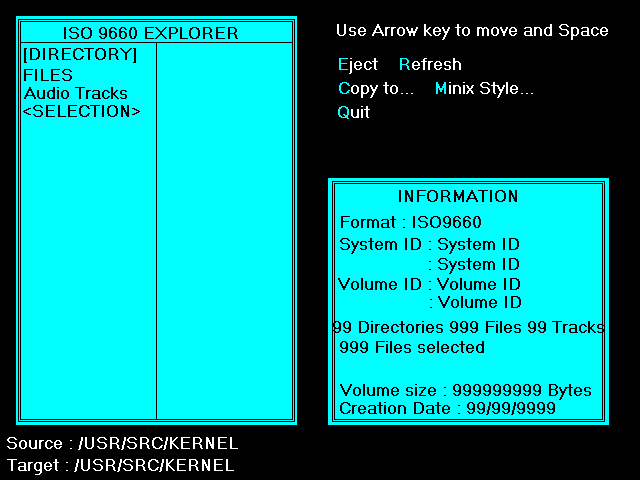 ISO 9660 EXPLORER
[DIRECTORY]
FILES
Audio Tracks
<SELECTION>
Use Arrow key to move and Space
Eject Refresh
Copy to... Minix Style...
Quit
INFORMATION
Format : ISO9660
System ID : System ID
: System ID
Volume ID : Volume ID
: Volume ID
99 Directories 999 Files 99 Tracks
999 Files selected
Volume size : 999999999 Bytes
Creation Date : 99/99/9999
Source : /USR/SRC/KERNEL
Target : /USR/SRC/KERNEL